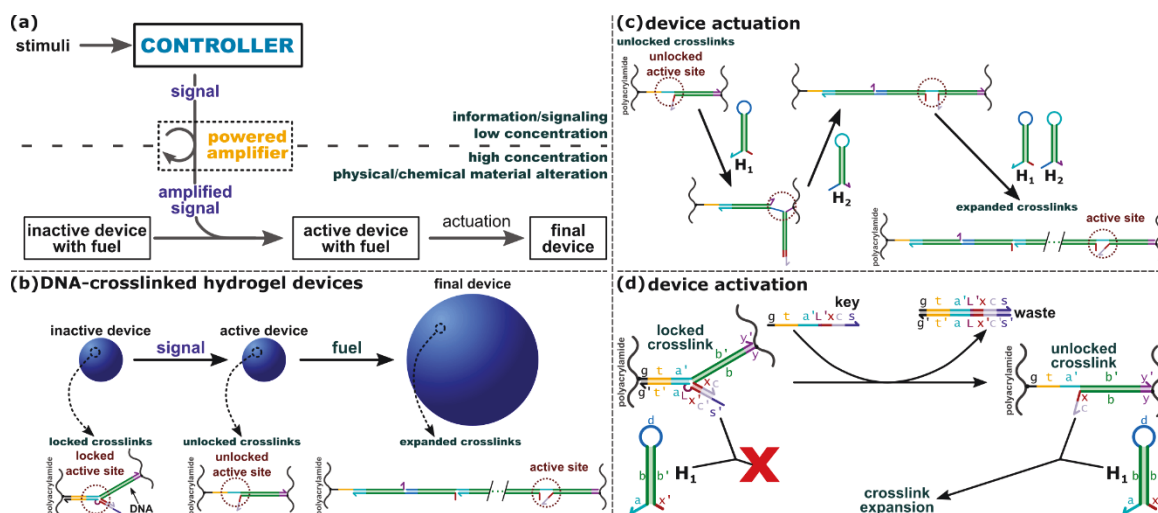 (a)
stimuli
CONTROLLER
signal
powered
amplifier
information/signaling
low concentration
high concentration
physical/chemical material alteration
amplified
signal
inactive device
with fuel
active device
with fuel
actuation
final
device
(b) DNA-crosslinked hydrogel devices
inactive device
signal
active device
fuel
final device
locked crosslinks
locked
active site
polyacrylamide
DNA
unlocked crosslinks
unlocked
active site
polyacrylamide
expanded crosslinks
polyacrylamide
active site
(c) device actuation
unlocked crosslinks
unlocked
active site
polyacrylamide
H1
H2
H1 H2
expanded crosslinks
polyacrylamide
active site
(d) device activation
locked
crosslink
polyacrylamide
g t a'
g' t' a L x' c' s'
x c
b'
b
y'
y
key
g t a' L' x c s
g t a' L' x c s
g' t' a L x' c' s'
waste
unlocked
crosslink
polyacrylamide
g t a' b' y'
x b y
c
d
b b'
a x'
H1
X
crosslink
expansion
d
b b'
a x'
H1